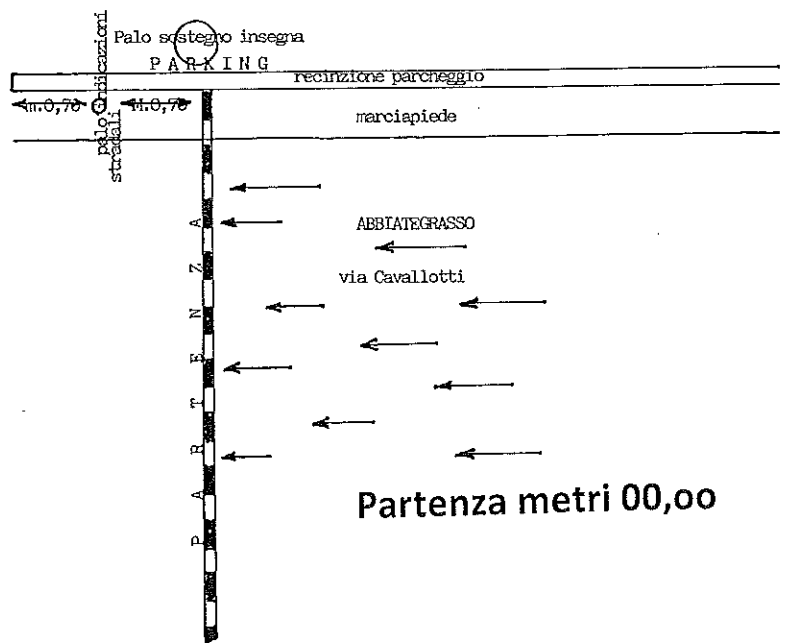 Palo sostegno insegna
PARKING
recinzione parcheggio
palo indicazioni
stradali
m.0,70
M.0,70
marciapiede
ABBIATEGRASSO
via Cavallotti
PARTENZA
Partenza metri 00,oo